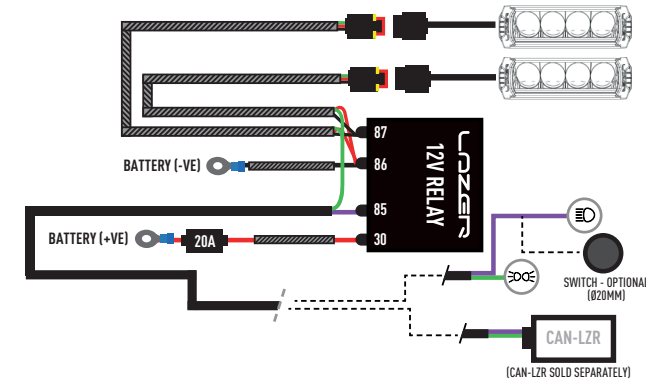 87
86
85
30
LAZER
12V RELAY
BATTERY (-VE)
BATTERY (+VE)
20A
SWITCH - OPTIONAL
(Ø20MM)
CAN-LZR
(CAN-LZR SOLD SEPARATELY)